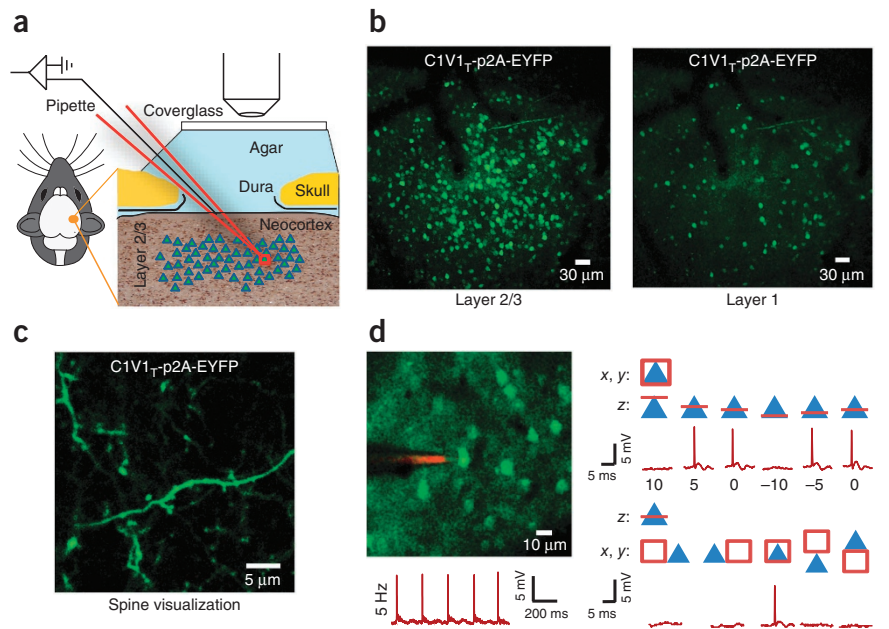 a
Pipette
Coverglass
Agar
Dura
Skull
Neocortex
Layer 2/3
b
C1V1T-p2A-EYFP
30 µm
Layer 2/3
C1V1T-p2A-EYFP
30 µm
Layer 1
c
C1V1T-p2A-EYFP
5 µm
Spine visualization
d
10 µm
5 Hz
5 mV
200 ms
x, y:
z:
5 mV
5 ms
10 5 0 –10 –5 0
z:
x, y:
5 mV
5 ms